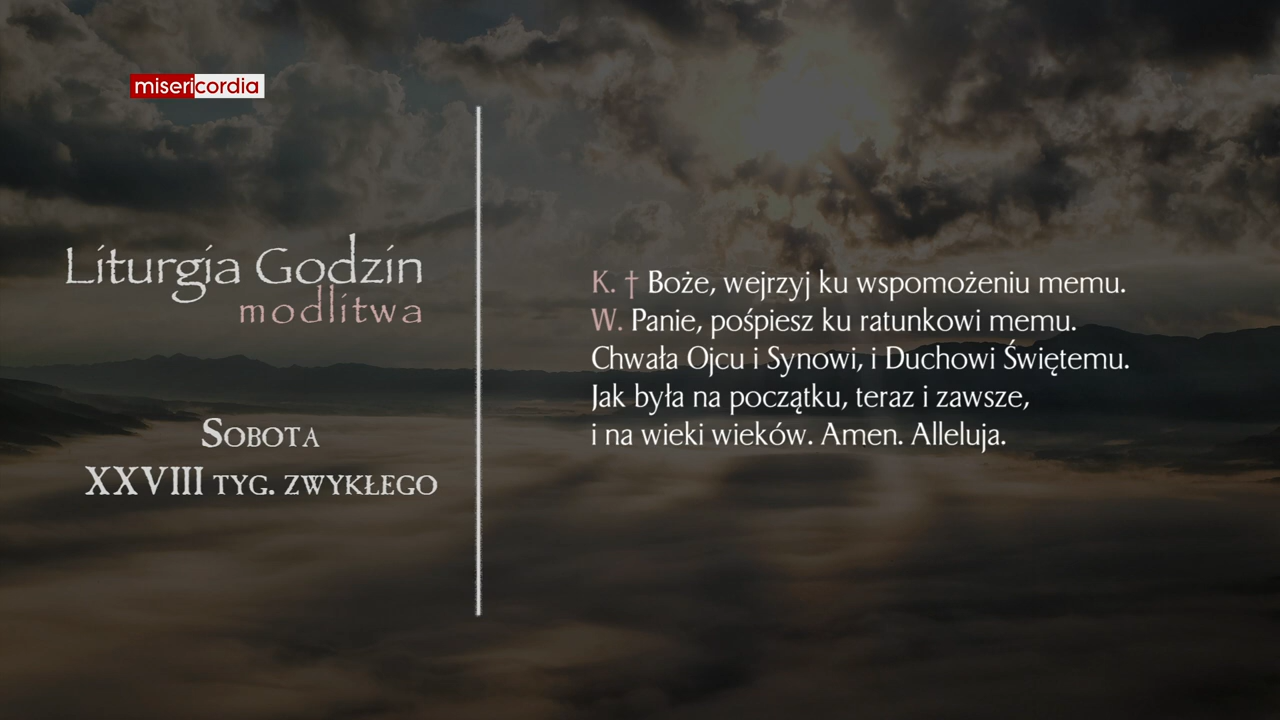 misericordia
Liturgia Godzin
modlitwa
Sobota
XXVIII tyg. zwykłego
K. † Boże, wejrzyj ku wspomożeniu memu.
W. Panie, pośpiesz ku ratunkowi memu.
Chwała Ojcu i Synowi, i Duchowi Świętemu.
Jak była na początku, teraz i zawsze,
i na wieki wieków. Amen. Alleluja.